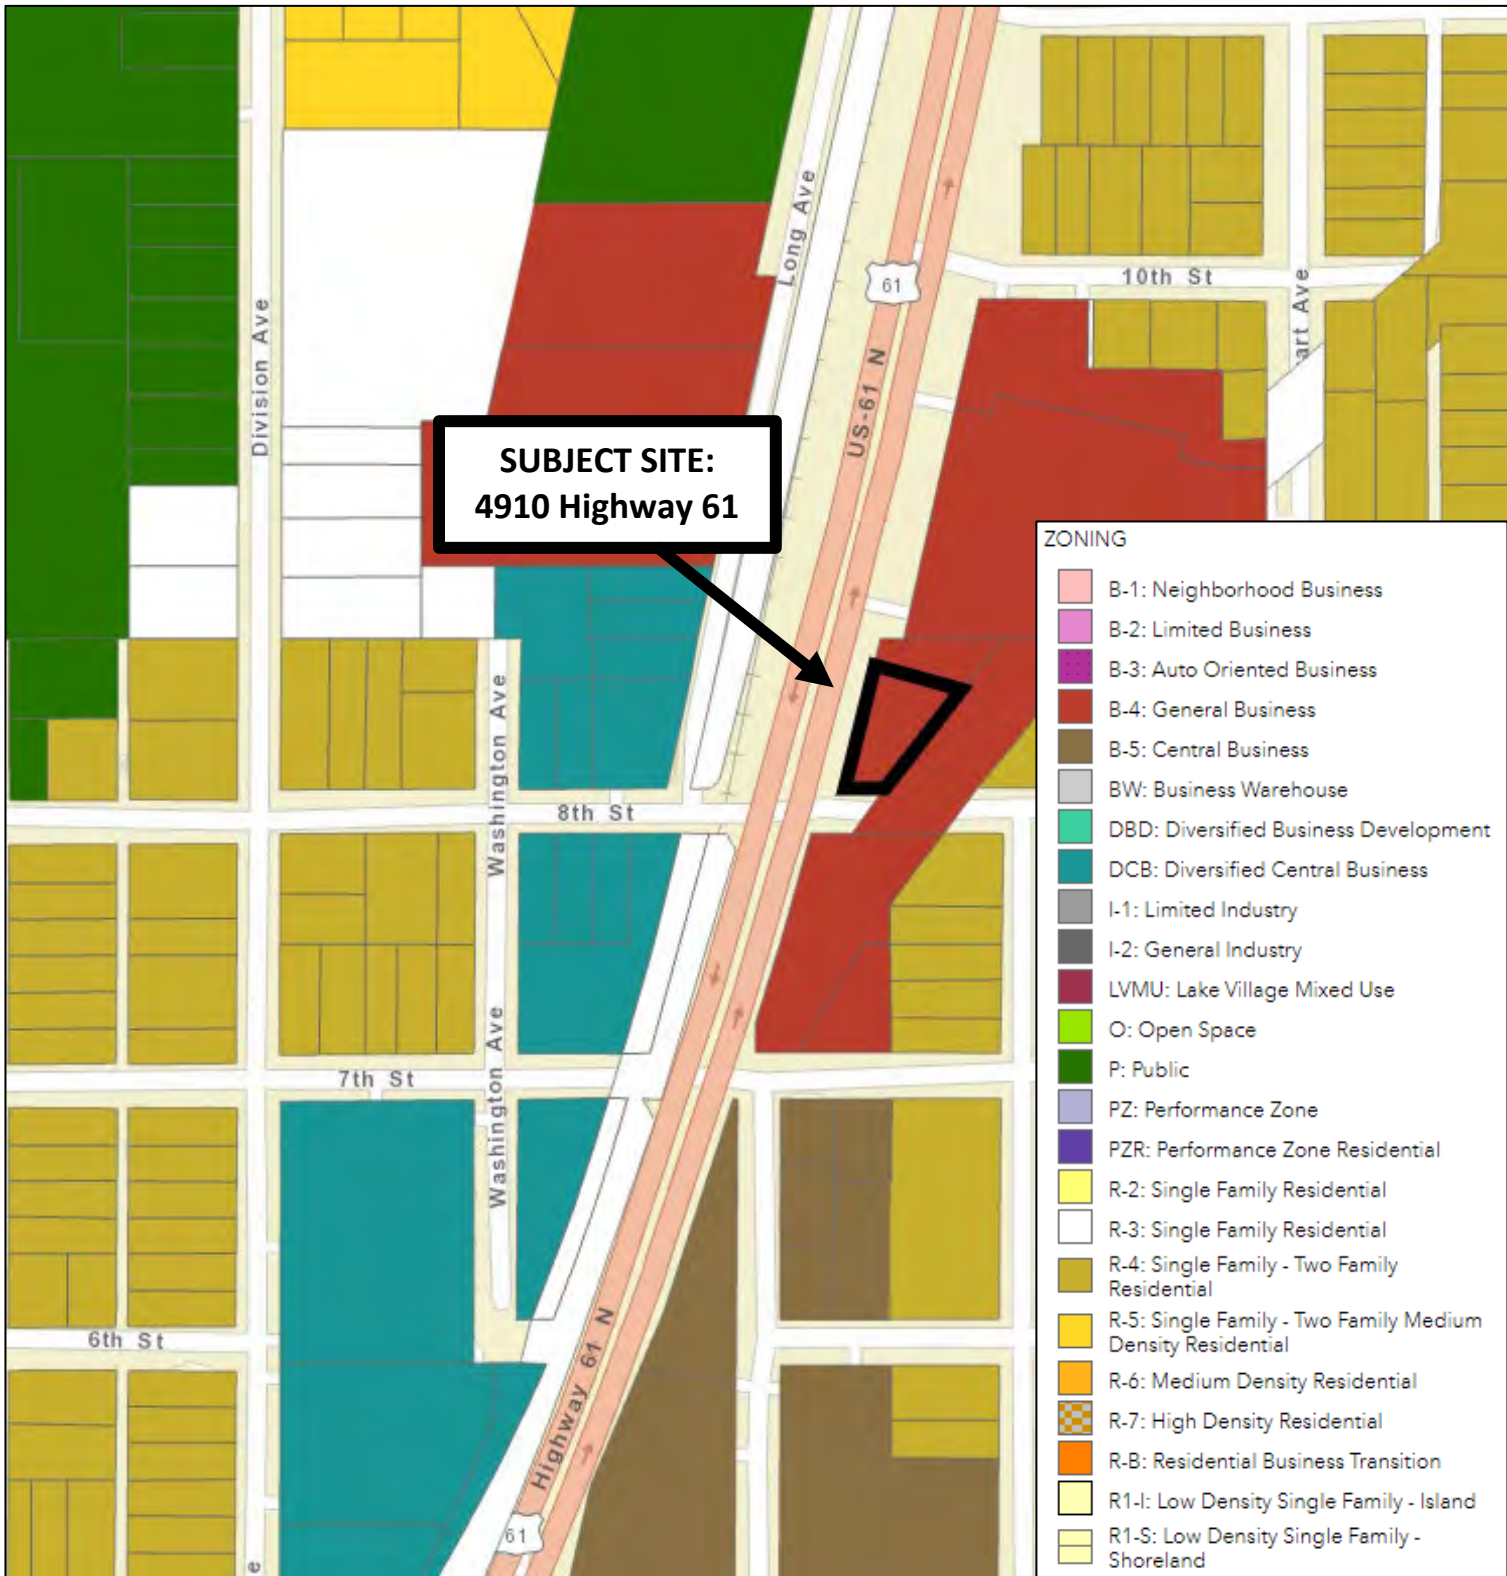 Long Ave
Division Ave
61
10th St
art Ave
US-61 N
SUBJECT SITE:
4910 Highway 61
Washington Ave
8th St
7th St
Washington Ave
6th St
Highway 61 N
61
e
ZONING
B-1: Neighborhood Business
B-2: Limited Business
B-3: Auto Oriented Business
B-4: General Business
B-5: Central Business
BW: Business Warehouse
DBD: Diversified Business Development
DCB: Diversified Central Business
I-1: Limited Industry
I-2: General Industry
LVMU: Lake Village Mixed Use
O: Open Space
P: Public
PZ: Performance Zone
PZR: Performance Zone Residential
R-2: Single Family Residential
R-3: Single Family Residential
R-4: Single Family - Two Family
Residential
R-5: Single Family - Two Family Medium
Density Residential
R-6: Medium Density Residential
R-7: High Density Residential
R-B: Residential Business Transition
R1-I: Low Density Single Family - Island
R1-S: Low Density Single Family -
Shoreland